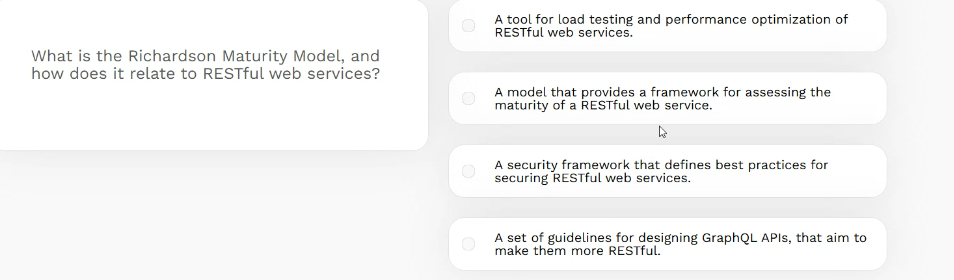 What is the Richardson Maturity Model, and
how does it relate to RESTful web services?
A tool for load testing and performance optimization of
RESTful web services.
A model that provides a framework for assessing the
maturity of a RESTful web service.
A security framework that defines best practices for
securing RESTful web services.
A set of guidelines for designing GraphQL APIs, that aim to
make them more RESTful.